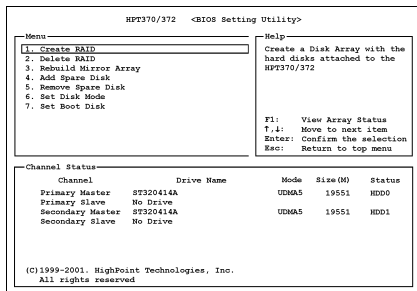 HPT370/372 <BIOS Setting Utility>
Menu
1. Create RAID
2. Delete RAID
3. Rebuild Mirror Array
4. Add Spare Disk
5. Remove Spare Disk
6. Set Disk Mode
7. Set Boot Disk
Help
Create a Disk Array with the
hard disks attached to the
HPT370/372
F1: View Array Status
↑,↓: Move to next item
Enter: Confirm the selection
Esc: Return to top menu
Channel Status
Channel Drive Name Mode Size(M) Status
Primary Master ST320414A UDMA5 19551 HDD0
Primary Slave No Drive
Secondary Master ST320414A UDMA5 19551 HDD1
Secondary Slave No Drive
(C)1999-2001. HighPoint Technologies, Inc.
All rights reserved